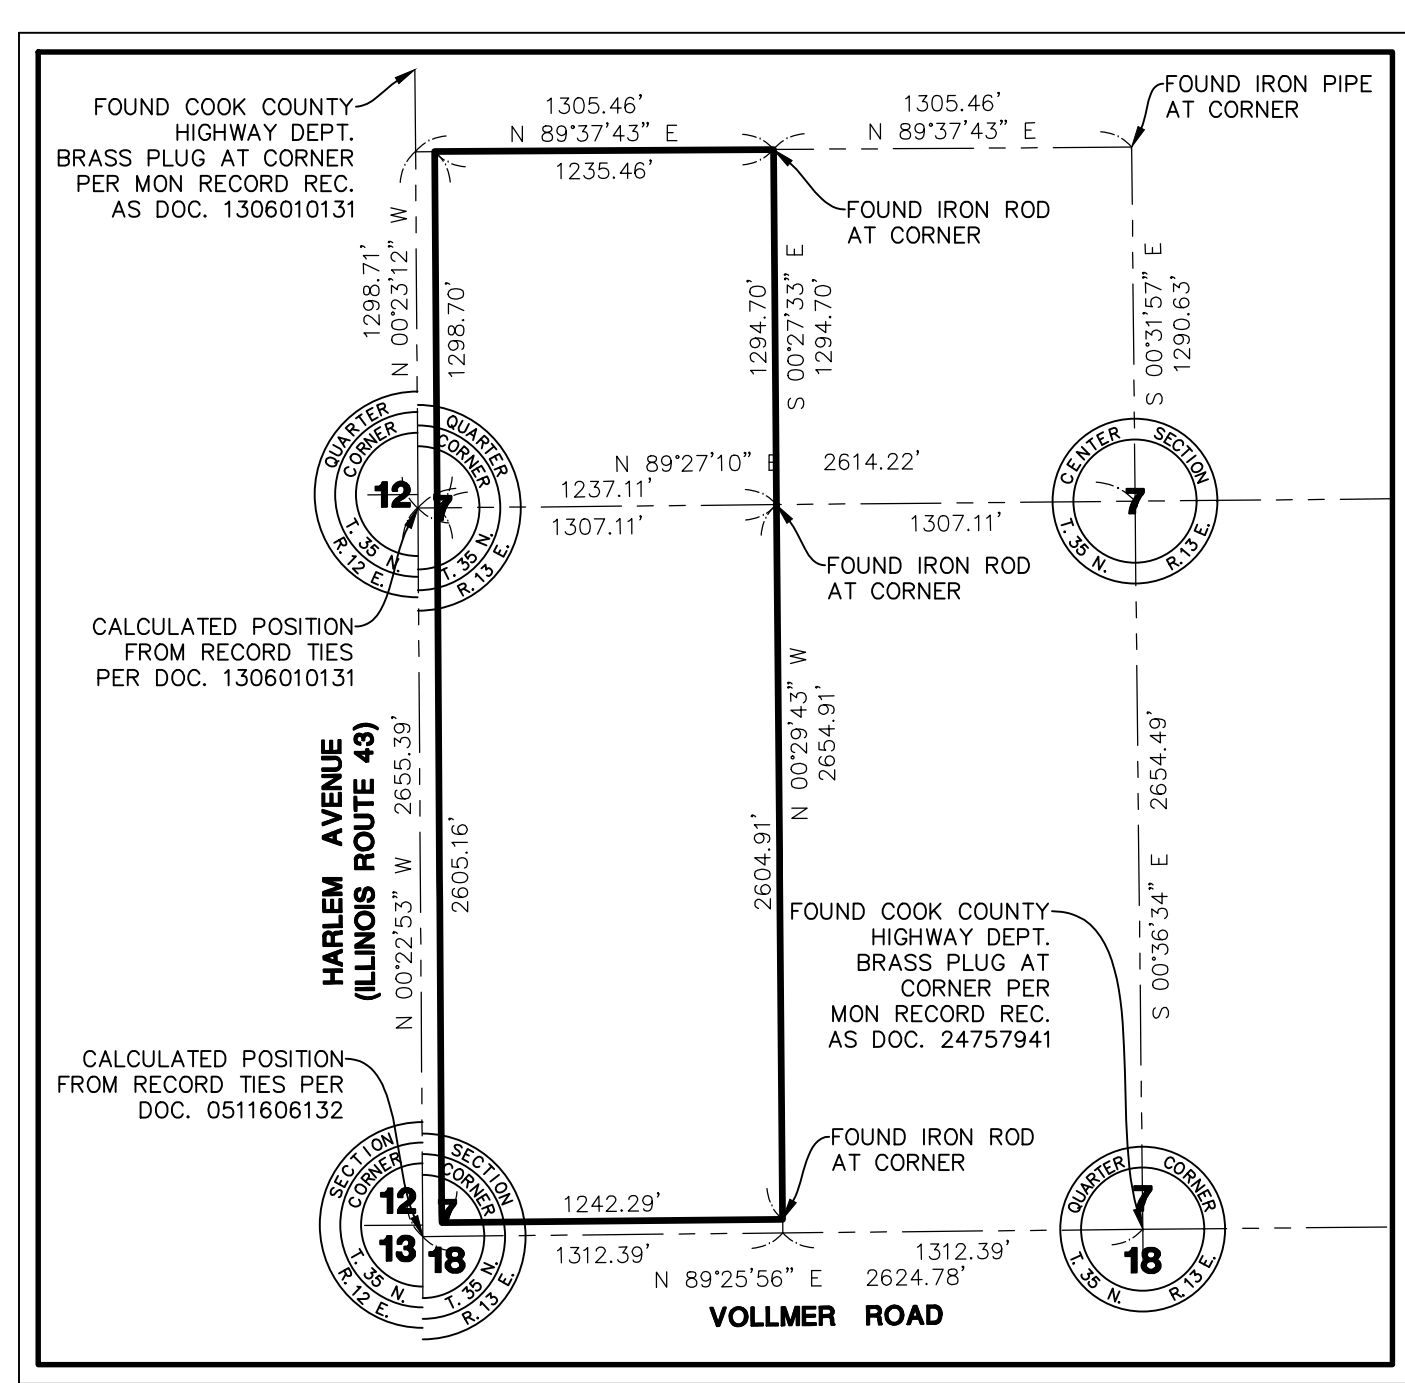 FOUND COOK COUNTY
HIGHWAY DEPT.
BRASS PLUG AT CORNER
PER MON RECORD REC.
AS DOC. 1306010131
1305.46'
N 89°37'43" E
1235.46'
1305.46'
N 89°37'43" E
FOUND IRON PIPE
AT CORNER
FOUND IRON ROD
AT CORNER
1298.71'
N 00°23'12" W
1298.70'
1294.70'
S 00°27'33" E
1294.70'
S 00°31'57" E
1290.63'
QUARTER
CORNER
12
T. 35 N.
R. 12 E.
QUARTER
CORNER
7
T. 35 N.
R. 13 E.
N 89°27'10" E 2614.22'
1237.11'
1307.11'
1307.11'
CENTER SECTION
7
T. 35 N. R. 13 E.
FOUND IRON ROD
AT CORNER
CALCULATED POSITION
FROM RECORD TIES
PER DOC. 1306010131
HARLEM AVENUE
(ILLINOIS ROUTE 43)
N 00°22'53" W 2655.39'
2605.16'
2604.91'
N 00°29'43" W
2654.91'
S 00°36'34" E 2654.49'
FOUND COOK COUNTY
HIGHWAY DEPT.
BRASS PLUG AT
CORNER PER
MON RECORD REC.
AS DOC. 24757941
CALCULATED POSITION
FROM RECORD TIES PER
DOC. 0511606132
FOUND IRON ROD
AT CORNER
SECTION
CORNER
12
13
T. 35 N.
R. 12 E.
SECTION
CORNER
7
18
T. 35 N.
R. 13 E.
1242.29'
1312.39'
1312.39'
N 89°25'56" E 2624.78'
QUARTER CORNER
7
18
T. 35 N. R. 13 E.
VOLLMER ROAD